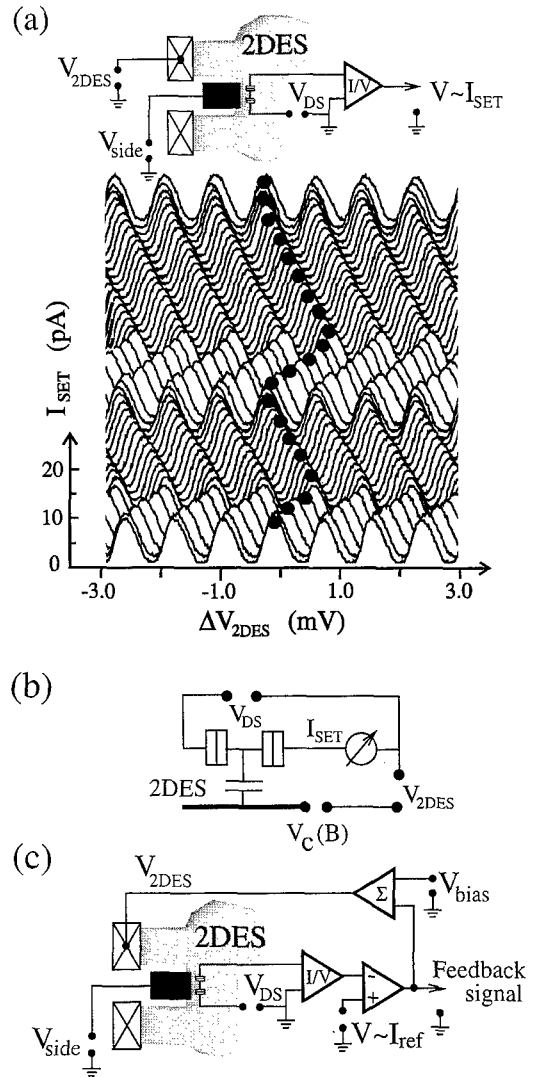 (a)
2DES
V2DES
I/V
V~ISET
VDS
Vside
ISET (pA)
20
10
0
-3.0 -1.0 1.0 3.0
ΔV2DES (mV)
(b)
VDS
ISET
2DES
V2DES
Vc(B)
(c)
V2DES
Σ
Vbias
2DES
I/V
-
+
Feedback
signal
VDS
Vside
V~Iref